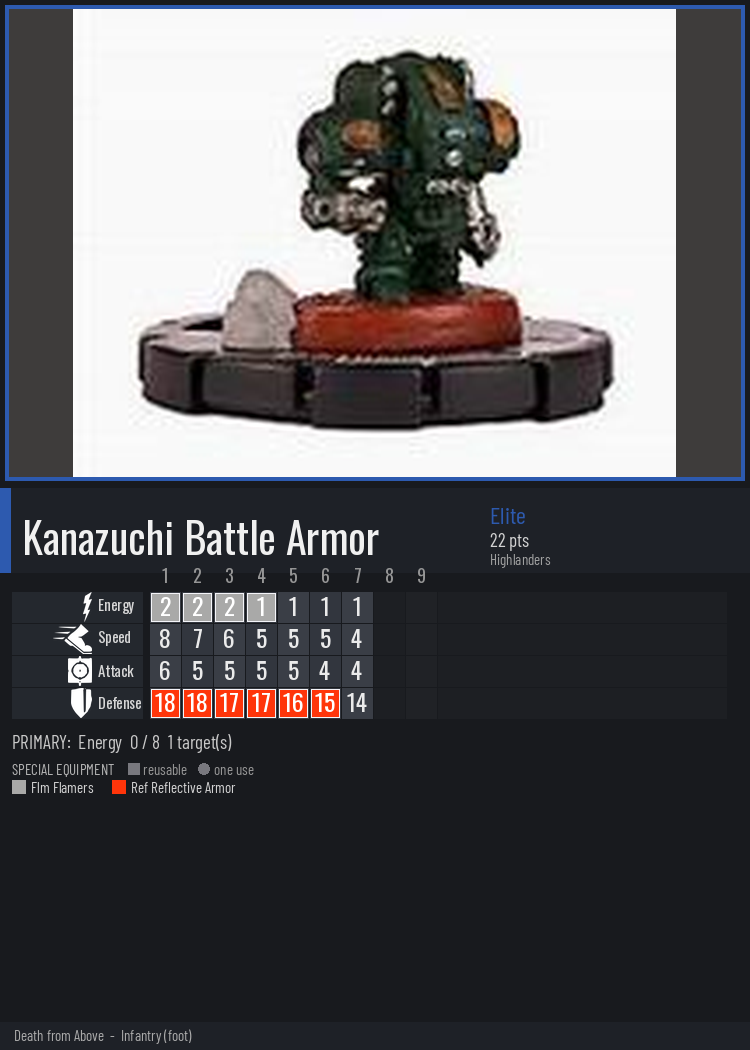 Kanazuchi Battle Armor
Elite
22 pts
Highlanders
1 2 3 4 5 6 7 8 9
Energy 2 2 2 1 1 1 1
Speed 8 7 6 5 5 5 4
Attack 6 5 5 5 5 4 4
Defense 18 18 17 17 16 15 14
PRIMARY: Energy 0 / 8 1 target(s)
SPECIAL EQUIPMENT reusable one use
Flm Flamers Ref Reflective Armor
Death from Above - Infantry (foot)